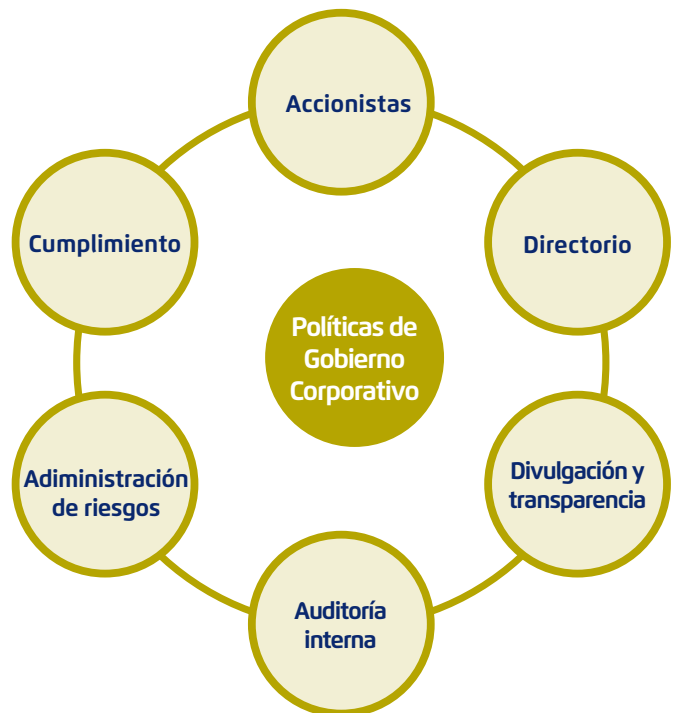 Accionistas
Cumplimiento
Directorio
Políticas de
Gobierno
Corporativo
Adiministración
de riesgos
Divulgación y
transparencia
Auditoría
interna